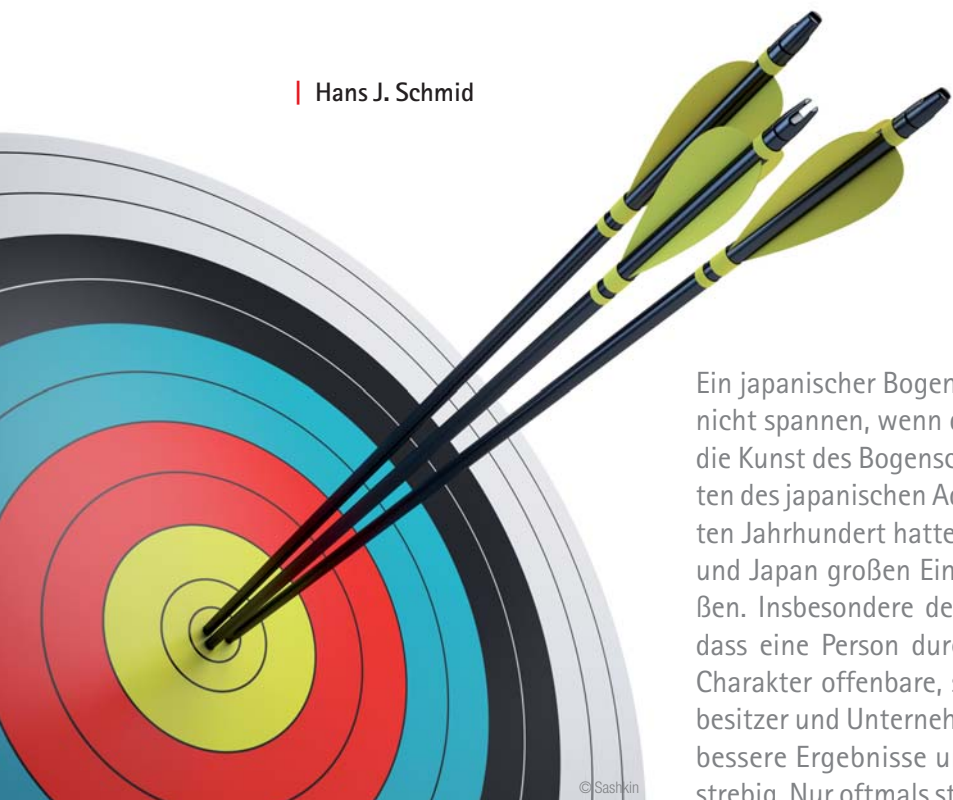 Hans J. Schmid
Ein japanischer Bogen
nicht spannen, wenn
die Kunst des Bogensc
ten des japanischen A
ten Jahrhundert hatte
und Japan großen Ein
ßen. Insbesondere de
dass eine Person dur
Charakter offenbare,
besitzer und Unterneh
bessere Ergebnisse u
strebig. Nur oftmals st
© Sashkin